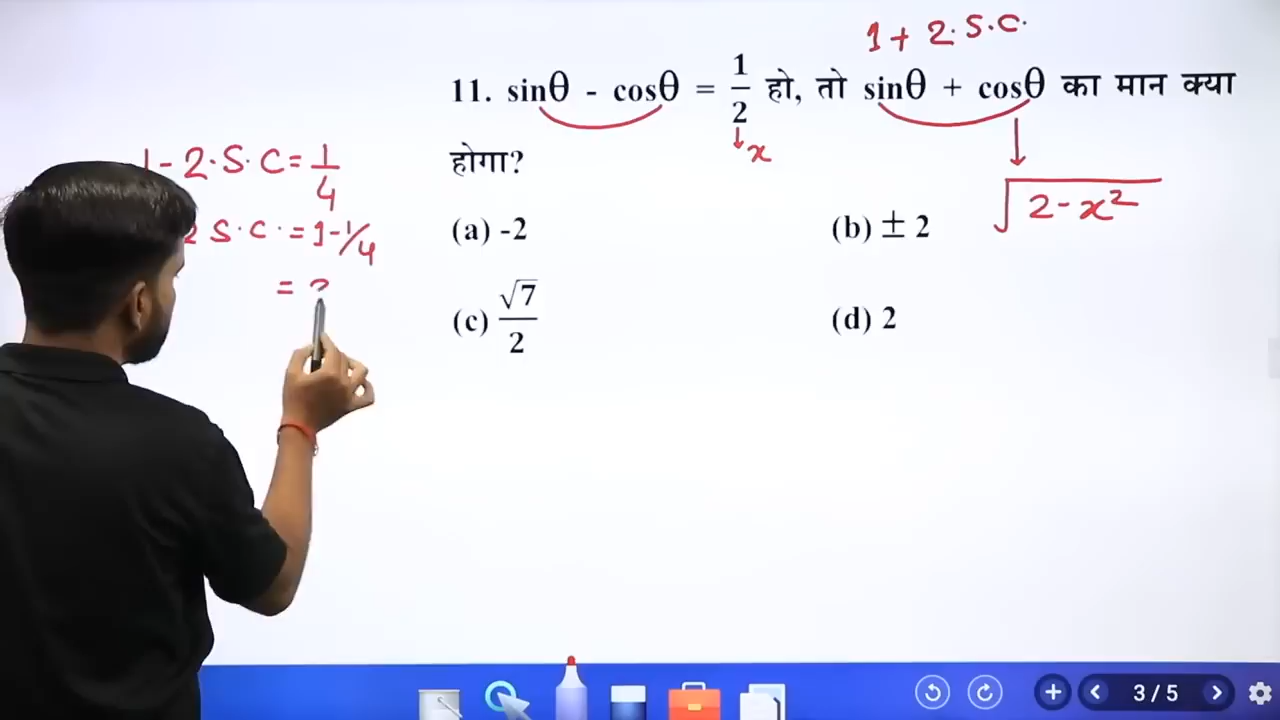 1 + 2. S. C.
11. sinθ - cosθ = 1/2 हो, तो sinθ + cosθ का मान क्या
x
होगा?
√2 - x²
1 - 2. S. C = 1/4
2 S. C. = 1 - 1/4
=
(a) -2
(b) ± 2
(c) √7/2
(d) 2
3 / 5